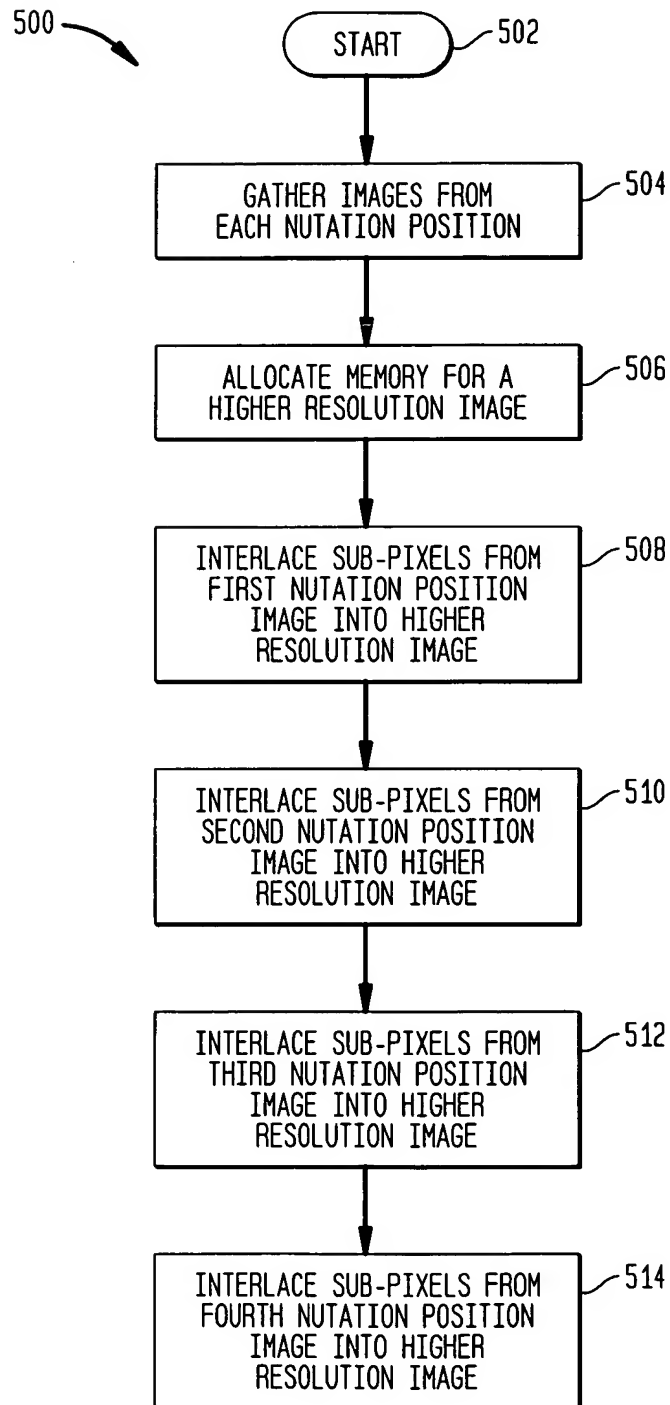 500
START
502
GATHER IMAGES FROM
EACH NUTATION POSITION
504
ALLOCATE MEMORY FOR A
HIGHER RESOLUTION IMAGE
506
INTERLACE SUB-PIXELS FROM
FIRST NUTATION POSITION
IMAGE INTO HIGHER
RESOLUTION IMAGE
508
INTERLACE SUB-PIXELS FROM
SECOND NUTATION POSITION
IMAGE INTO HIGHER
RESOLUTION IMAGE
510
INTERLACE SUB-PIXELS FROM
THIRD NUTATION POSITION
IMAGE INTO HIGHER
RESOLUTION IMAGE
512
INTERLACE SUB-PIXELS FROM
FOURTH NUTATION POSITION
IMAGE INTO HIGHER
RESOLUTION IMAGE
514